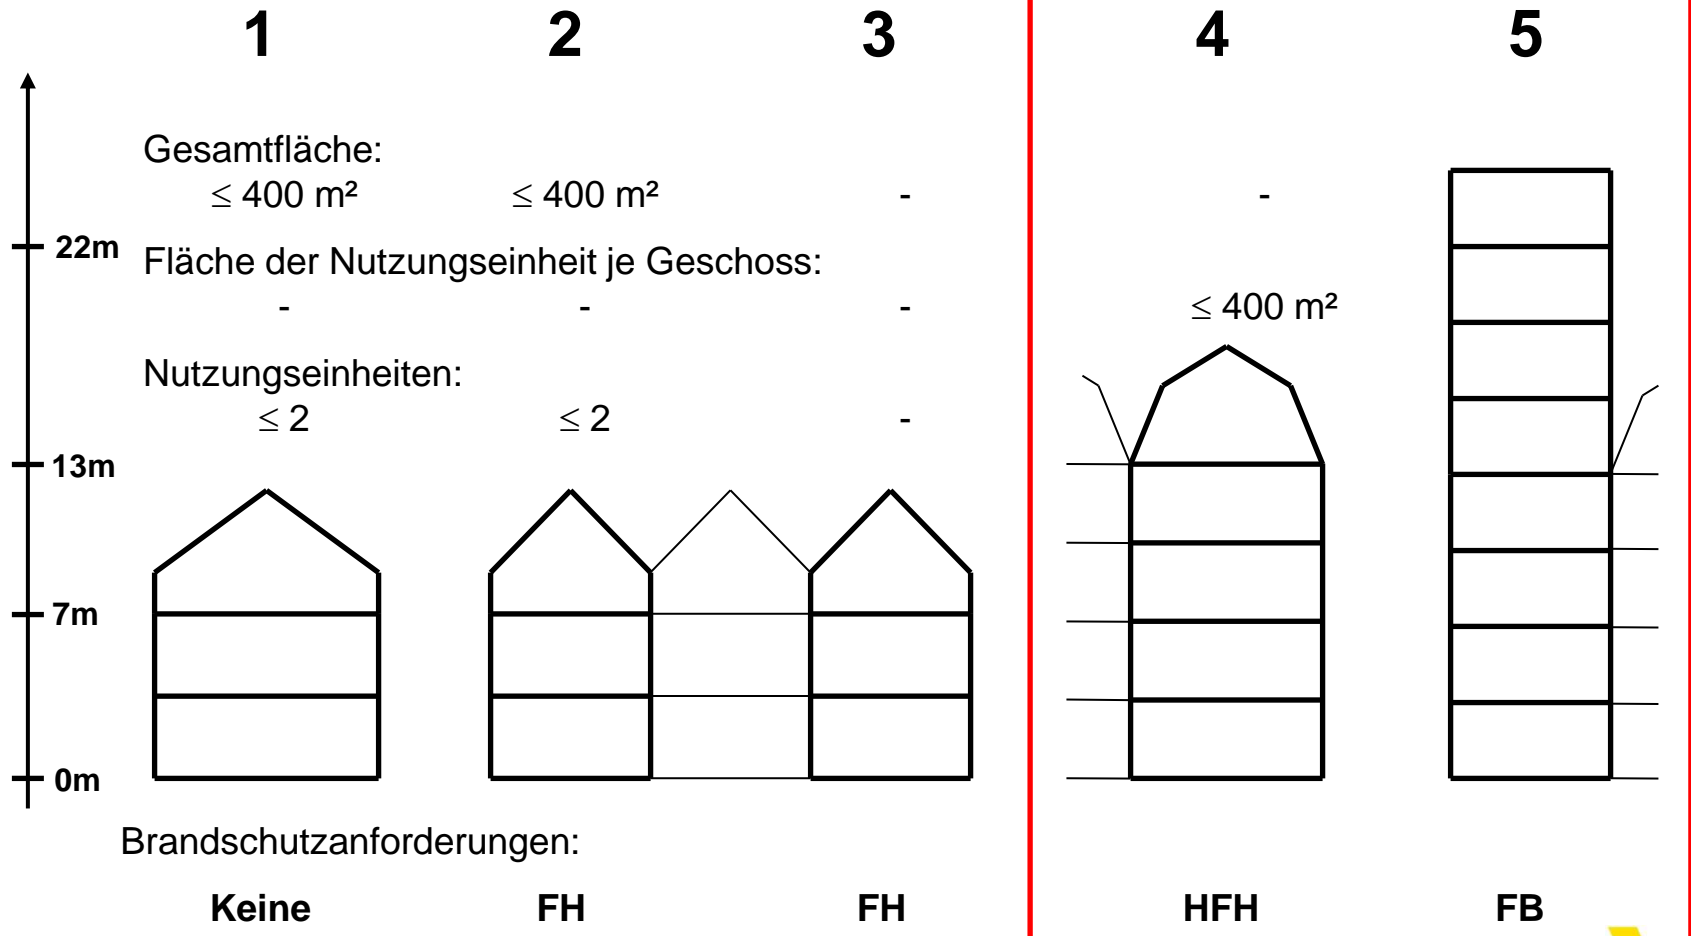 1 2 3 4 5
Gesamtfläche:
≤ 400 m² ≤ 400 m² - -
22m
Fläche der Nutzungseinheit je Geschoss:
- - - ≤ 400 m²
Nutzungseinheiten:
≤ 2 ≤ 2 -
13m
7m
0m
Brandschutzanforderungen:
Keine FH FH HFH FB